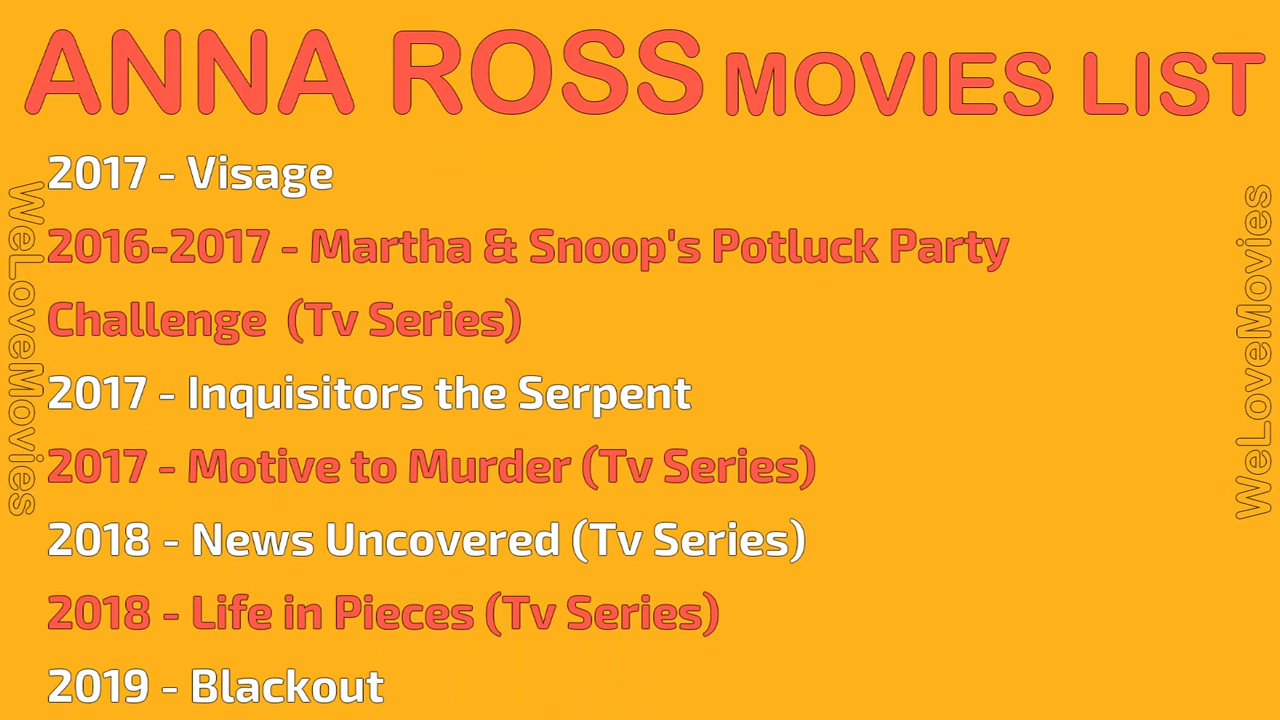 ANNA ROSS MOVIES LIST
2017 - Visage
2016-2017 - Martha & Snoop's Potluck Party
Challenge (Tv Series)
2017 - Inquisitors the Serpent
2017 - Motive to Murder (Tv Series)
2018 - News Uncovered (Tv Series)
2018 - Life in Pieces (Tv Series)
2019 - Blackout
WeLoveMovies
WeLoveMovies